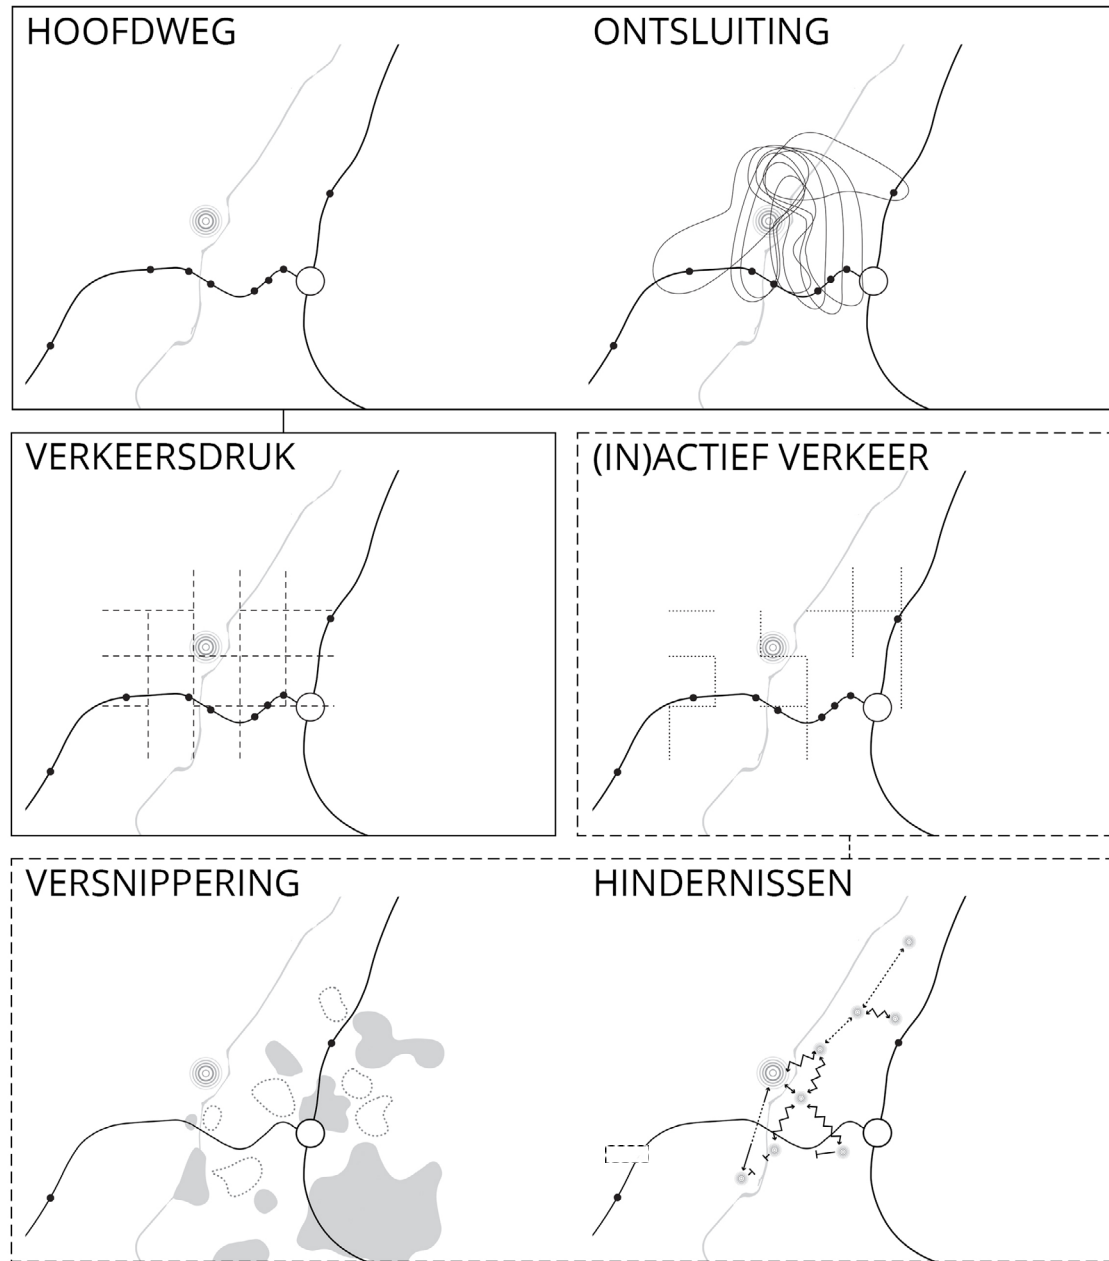 HOOFDWEG
ONTSLUITING
VERKEERSDRUK
(IN)ACTIEF VERKEER
VERSNIPPERING
HINDERNISSEN